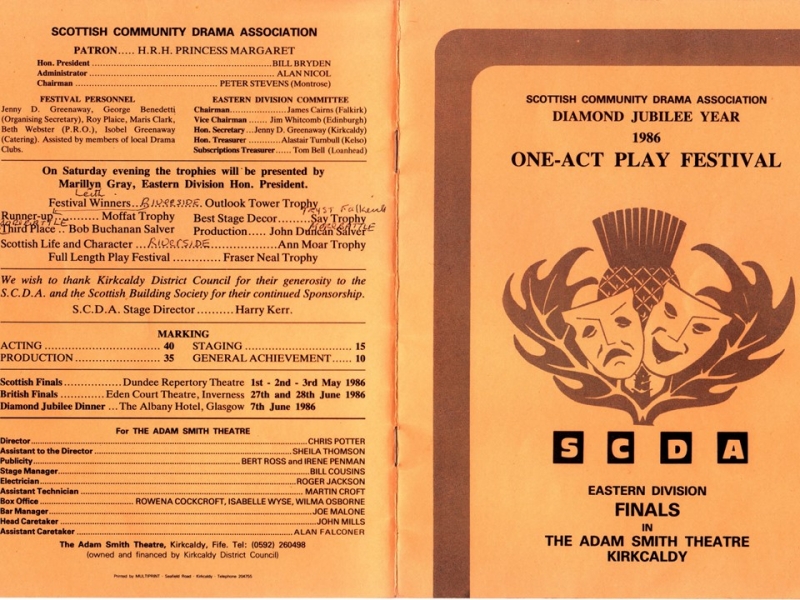 SCOTTISH COMMUNITY DRAMA ASSOCIATION
PATRON..... H.R.H. PRINCESS MARGARET
Hon. President ........ BILL BRYDEN
Administrator ........ ALAN NICOL
Chairman ........ PETER STEVENS (Montrose)
FESTIVAL PERSONNEL
Jenny D. Greenaway, George Benedetti
(Organising Secretary), Roy Plaice, Maris Clark,
Beth Webster (P.R.O.), Isobel Greenaway
(Catering). Assisted by members of local Drama
Clubs.
EASTERN DIVISION COMMITTEE
Chairman........ James Cairns (Falkirk)
Vice Chairman ........ Jim Whitcomb (Edinburgh)
Hon. Secretary ... Jenny D. Greenaway (Kirkcaldy)
Hon. Treasurer ........ Alastair Turnbull (Kelso)
Subscriptions Treasurer..... Tom Bell (Loanhead)
On Saturday evening the trophies will be presented by
Marillyn Gray, Eastern Division Hon. President.
Leith
Festival Winners.. RIVERSIDE. Outlook Tower Trophy
Runner-up .......... Moffat Trophy
Third Place .. Bob Buchanan Salver
Falkirk
Best Stage Decor........ Say Trophy
Production..... John Duncan Salver
Scottish Life and Character ... RIVERSIDE ........ Ann Moar Trophy
Full Length Play Festival ............ Fraser Neal Trophy
We wish to thank Kirkcaldy District Council for their generosity to the
S.C.D.A. and the Scottish Building Society for their continued Sponsorship.
S.C.D.A. Stage Director .......... Harry Kerr.
MARKING
ACTING ........ 40 STAGING ........ 15
PRODUCTION ........ 35 GENERAL ACHIEVEMENT..... 10
Scottish Finals ........ Dundee Repertory Theatre 1st - 2nd - 3rd May 1986
British Finals ........ Eden Court Theatre, Inverness 27th and 28th June 1986
Diamond Jubilee Dinner ... The Albany Hotel, Glasgow 7th June 1986
For THE ADAM SMITH THEATRE
Director........ CHRIS POTTER
Assistant to the Director........ SHEILA THOMSON
Publicity........ BERT ROSS and IRENE PENMAN
Stage Manager........ BILL COUSINS
Electrician........ ROGER JACKSON
Assistant Technician ........ MARTIN CROFT
Box Office ........ ROWENA COCKCROFT, ISABELLE WYSE, WILMA OSBORNE
Bar Manager........ JOE MALONE
Head Caretaker........ JOHN MILLS
Assistant Caretaker ........ ALAN FALCONER
The Adam Smith Theatre, Kirkcaldy, Fife. Tel: (0592) 260498
(owned and financed by Kirkcaldy District Council)
Printed by MULTIPRINT - Seafield Road - Kirkcaldy - Telephone 204755
SCOTTISH COMMUNITY DRAMA ASSOCIATION
DIAMOND JUBILEE YEAR
1986
ONE-ACT PLAY FESTIVAL
S C D A
EASTERN DIVISION
FINALS
IN
THE ADAM SMITH THEATRE
KIRKCALDY